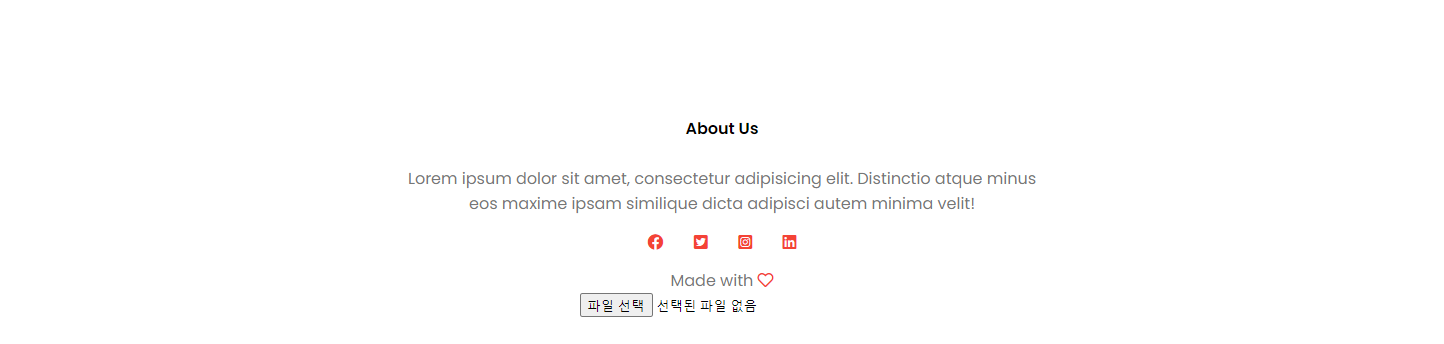 About Us
Lorem ipsum dolor sit amet, consectetur adipisicing elit. Distinctio atque minus
eos maxime ipsam similique dicta adipisci autem minima velit!
Made with
파일 선택 선택된 파일 없음